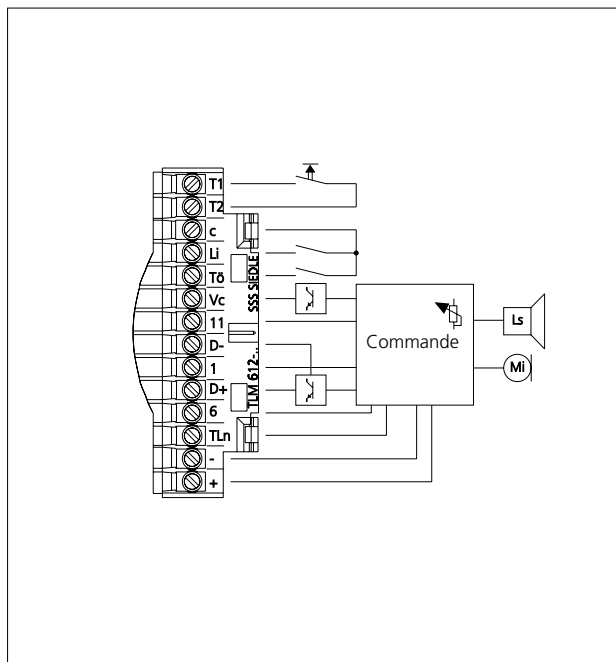 T1
T2
c
Li
Tö
Vc
11
D-
1
D+
6
TLn
-
+
SSS SIEDLE
TLM 612-..
Commande
Ls
Mi